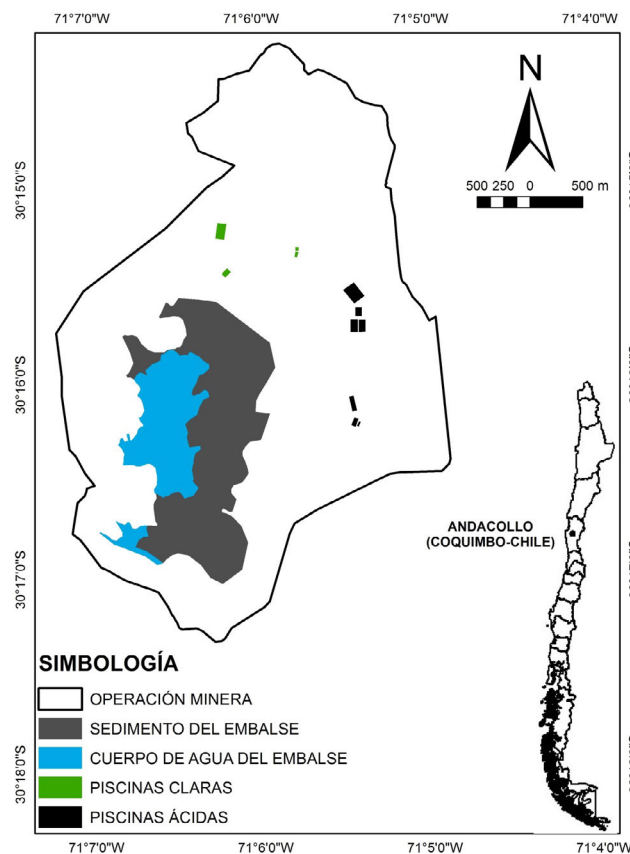 71°7'0"W 71°6'0"W 71°5'0"W 71°4'0"W
N
500 250 0 500 m
30°15'0"S
30°16'0"S
30°17'0"S
30°18'0"S
ANDACOLLO
(COQUIMBO-CHILE)
SIMBOLOGÍA
OPERACIÓN MINERA
SEDIMENTO DEL EMBALSE
CUERPO DE AGUA DEL EMBALSE
PISCINAS CLARAS
PISCINAS ÁCIDAS
71°7'0"W 71°6'0"W 71°5'0"W 71°4'0"W